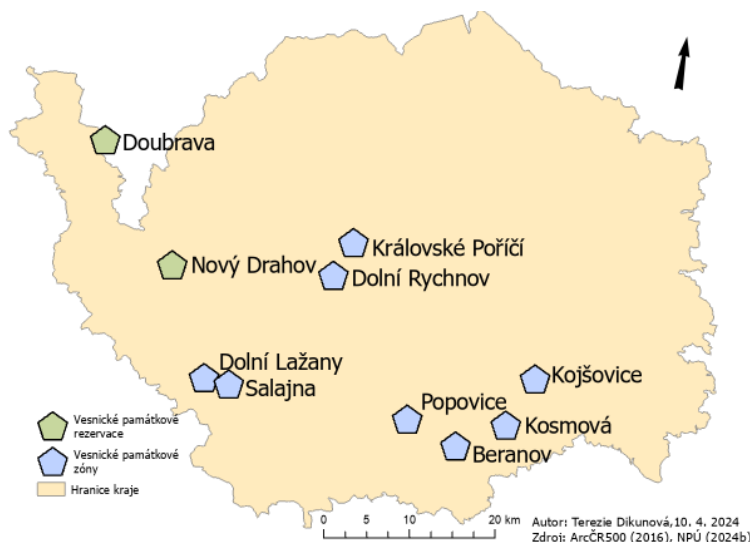 Doubrava
Královské Poříčí
Nový Drahov
Dolní Rychnov
Dolní Lažany
Salajna
Kojšovice
Popovice
Kosmová
Beranov
Vesnické památkové
rezervace
Vesnické památkové
zóny
Hranice kraje
0 5 10 20 km
Autor: Terezie Dikunová,10. 4. 2024
Zdroj: ArcČR500 (2016), NPÚ (2024b)